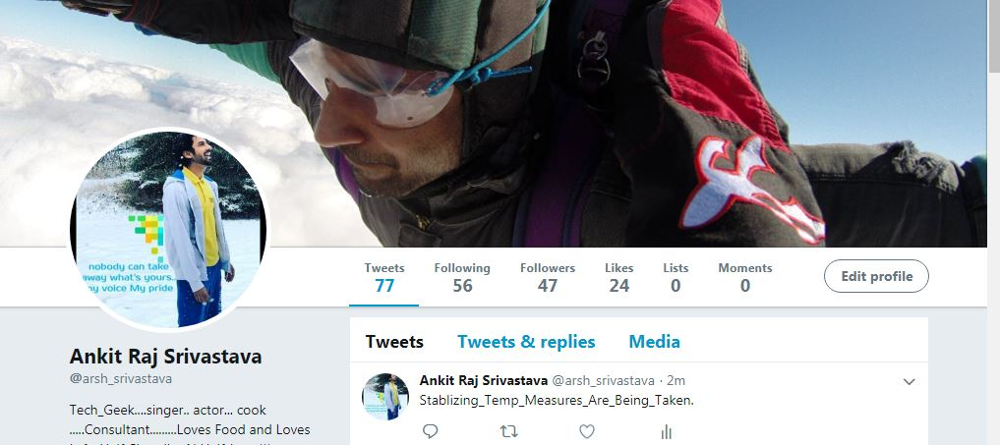 nobody can take
away what's yours..
my voice My pride
Tweets Following Followers Likes Lists Moments
77 56 47 24 0 0
Edit profile
Ankit Raj Srivastava
@arsh_srivastava
Tech_Geek....singer.. actor... cook
.....Consultant.........Loves Food and Loves
Tweets Tweets & replies Media
Ankit Raj Srivastava @arsh_srivastava · 2m
Stablizing_Temp_Measures_Are_Being_Taken.